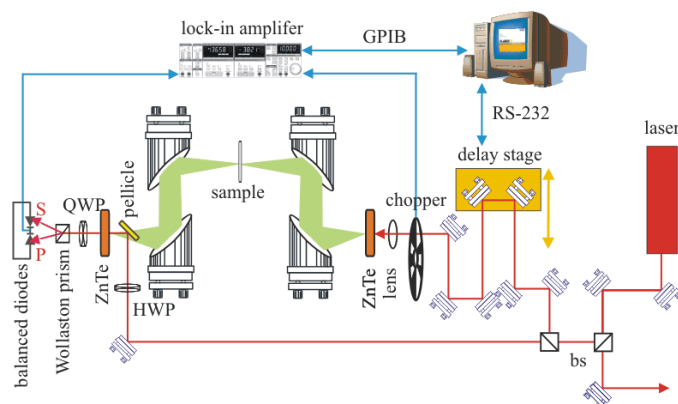 lock-in amplifer
GPIB
RS-232
laser
delay stage
sample
chopper
pellicle
QWP
S
P
ZnTe
lens
ZnTe
HWP
Wollaston prism
balanced diodes
bs